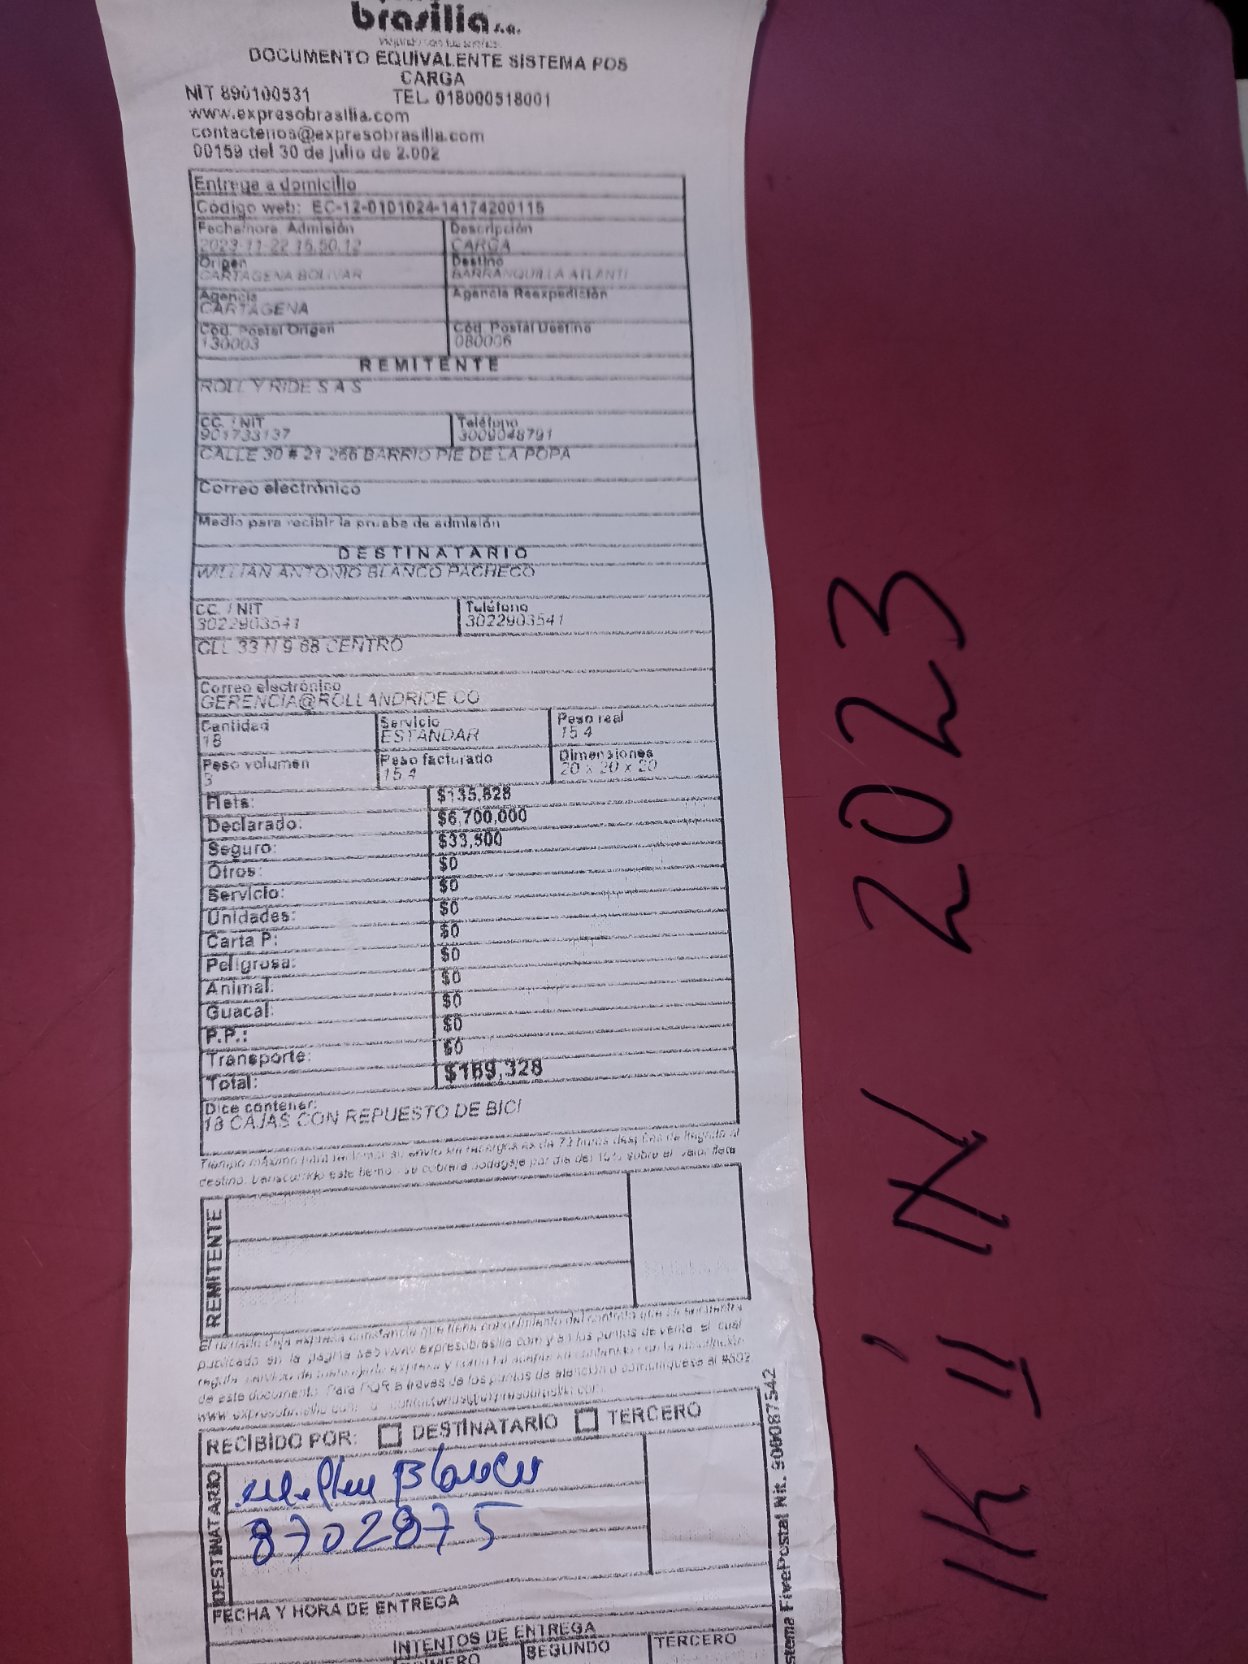 brasilia s.a.
DOCUMENTO EQUIVALENTE SISTEMA POS
CARGA
NIT 890100531 TEL. 018000518001
www.expresobrasilia.com
contactenos@expresobrasilia.com
00159 del 30 de julio de 2.002
Entrega a domicilio
Código web: EC-12-0101024-14174200115
Fecha/hora Admisión Descripción
2023-11-22 15:50:12 CARGA
Origen Destino
CARTAGENA BOLIVAR BARRANQUILLA ATLANTI
Agencia Agencia Reexpedición
CARTAGENA
Cód. Postal Origen Cód. Postal Destino
130003 080006
REMITENTE
ROLL Y RIDE S A S
CC. / NIT Teléfono
901733137 3009048791
CALLE 30 # 21 266 BARRIO PIE DE LA POPA
Correo electrónico
Medio para recibir la prueba de admisión
DESTINATARIO
WILLIAN ANTONIO BLANCO PACHECO
CC. / NIT Teléfono
3022903541 3022903541
CLL 33 N 9 68 CENTRO
Correo electrónico
GERENCIA@ROLLANDRIDE.CO
Cantidad Servicio Peso real
18 ESTÁNDAR 15.4
Peso volumen Peso facturado Dimensiones
3 15.4 20 x 20 x 20
Flete: $135,828
Declarado: $6,700,000
Seguro: $33,500
Otros: $0
Servicio: $0
Unidades: $0
Carta P: $0
Peligrosa: $0
Animal: $0
Guacal: $0
P.P.: $0
Transporte: $0
Total: $169,328
Dice contener:
18 CAJAS CON REPUESTO DE BICI
REMITENTE
RECIBIDO POR: DESTINATARIO TERCERO
DESTINATARIO
Blanco
8702875
FECHA Y HORA DE ENTREGA
INTENTOS DE ENTREGA
SEGUNDO TERCERO
FivePostal Nit. 900087542
2023